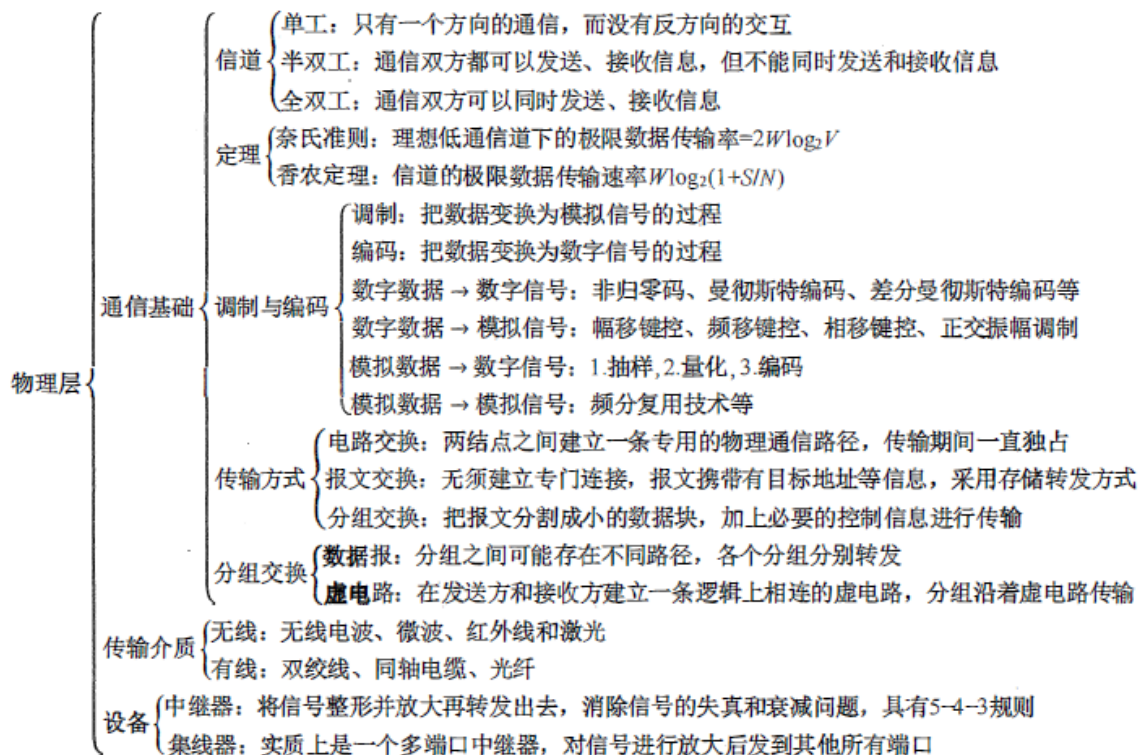 物理层
通信基础
信道
单工：只有一个方向的通信，而没有反方向的交互
半双工：通信双方都可以发送、接收信息，但不能同时发送和接收信息
全双工：通信双方可以同时发送、接收信息
定理
奈氏准则：理想低通信道下的极限数据传输率=2Wlog₂V
香农定理：信道的极限数据传输速率Wlog₂(1+S/N)
调制与编码
调制：把数据变换为模拟信号的过程
编码：把数据变换为数字信号的过程
数字数据 → 数字信号：非归零码、曼彻斯特编码、差分曼彻斯特编码等
数字数据 → 模拟信号：幅移键控、频移键控、相移键控、正交振幅调制
模拟数据 → 数字信号：1.抽样,2.量化,3.编码
模拟数据 → 模拟信号：频分复用技术等
传输方式
电路交换：两结点之间建立一条专用的物理通信路径，传输期间一直独占
报文交换：无须建立专门连接，报文携带有目标地址等信息，采用存储转发方式
分组交换：把报文分割成小的数据块，加上必要的控制信息进行传输
分组交换
数据报：分组之间可能存在不同路径，各个分组分别转发
虚电路：在发送方和接收方建立一条逻辑上相连的虚电路，分组沿着虚电路传输
传输介质
无线：无线电波、微波、红外线和激光
有线：双绞线、同轴电缆、光纤
设备
中继器：将信号整形并放大再转发出去，消除信号的失真和衰减问题，具有5-4-3规则
集线器：实质上是一个多端口中继器，对信号进行放大后发到其他所有端口